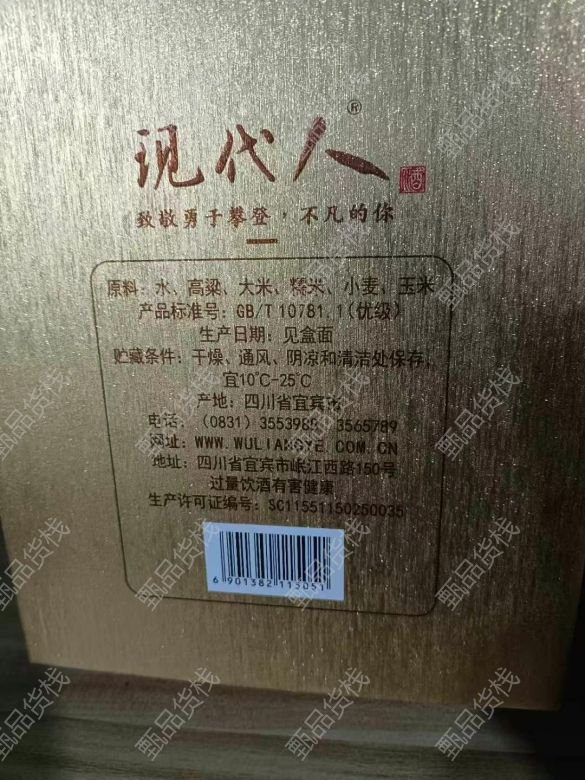 现代人®
酒
致敬勇于攀登，不凡的你
原料：水、高粱、大米、糯米、小麦、玉米
产品标准号：GB/T 10781.1（优级）
生产日期：见盒面
贮藏条件：干燥、通风、阴凉和清洁处保存，
宜10℃-25℃
产地：四川省宜宾市
电话：（0831）3553988、3565789
网址：WWW.WULIANGYE.COM.CN
地址：四川省宜宾市岷江西路150号
过量饮酒有害健康
生产许可证编号：SC11551150250035
6 901382 115051
甄品货栈